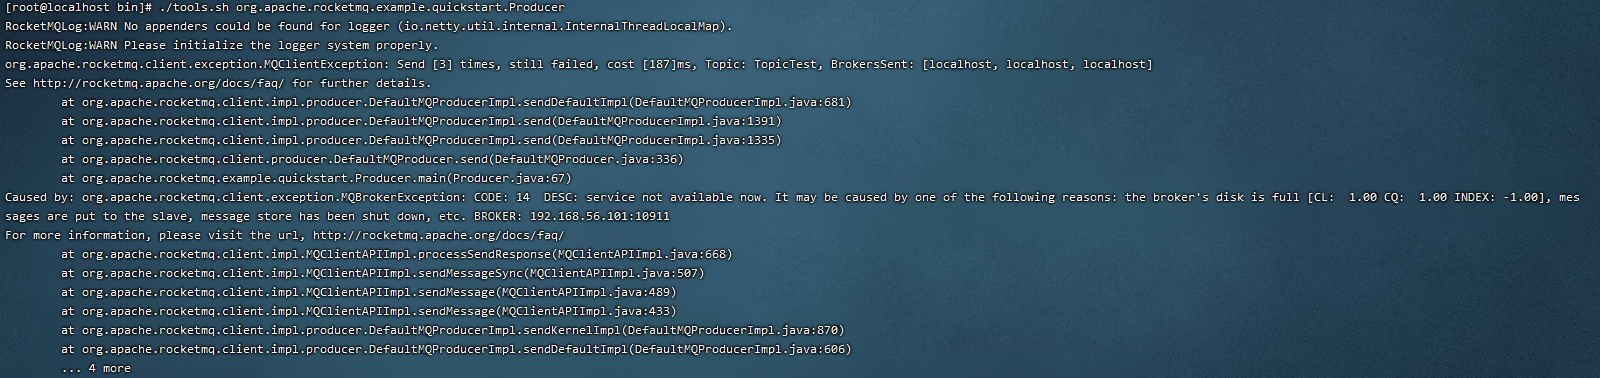 [root@localhost bin]# ./tools.sh org.apache.rocketmq.example.quickstart.Producer
RocketMQLog:WARN No appenders could be found for logger (io.netty.util.internal.InternalThreadLocalMap).
RocketMQLog:WARN Please initialize the logger system properly.
org.apache.rocketmq.client.exception.MQClientException: Send [3] times, still failed, cost [187]ms, Topic: TopicTest, BrokersSent: [localhost, localhost, localhost]
See http://rocketmq.apache.org/docs/faq/ for further details.
        at org.apache.rocketmq.client.impl.producer.DefaultMQProducerImpl.sendDefaultImpl(DefaultMQProducerImpl.java:681)
        at org.apache.rocketmq.client.impl.producer.DefaultMQProducerImpl.send(DefaultMQProducerImpl.java:1391)
        at org.apache.rocketmq.client.impl.producer.DefaultMQProducerImpl.send(DefaultMQProducerImpl.java:1335)
        at org.apache.rocketmq.client.producer.DefaultMQProducer.send(DefaultMQProducer.java:336)
        at org.apache.rocketmq.example.quickstart.Producer.main(Producer.java:67)
Caused by: org.apache.rocketmq.client.exception.MQBrokerException: CODE: 14  DESC: service not available now. It may be caused by one of the following reasons: the broker's disk is full [CL:  1.00 CQ:  1.00 INDEX: -1.00], mes
sages are put to the slave, message store has been shut down, etc. BROKER: 192.168.56.101:10911
For more information, please visit the url, http://rocketmq.apache.org/docs/faq/
        at org.apache.rocketmq.client.impl.MQClientAPIImpl.processSendResponse(MQClientAPIImpl.java:668)
        at org.apache.rocketmq.client.impl.MQClientAPIImpl.sendMessageSync(MQClientAPIImpl.java:507)
        at org.apache.rocketmq.client.impl.MQClientAPIImpl.sendMessage(MQClientAPIImpl.java:489)
        at org.apache.rocketmq.client.impl.MQClientAPIImpl.sendMessage(MQClientAPIImpl.java:433)
        at org.apache.rocketmq.client.impl.producer.DefaultMQProducerImpl.sendKernelImpl(DefaultMQProducerImpl.java:870)
        at org.apache.rocketmq.client.impl.producer.DefaultMQProducerImpl.sendDefaultImpl(DefaultMQProducerImpl.java:606)
        ... 4 more